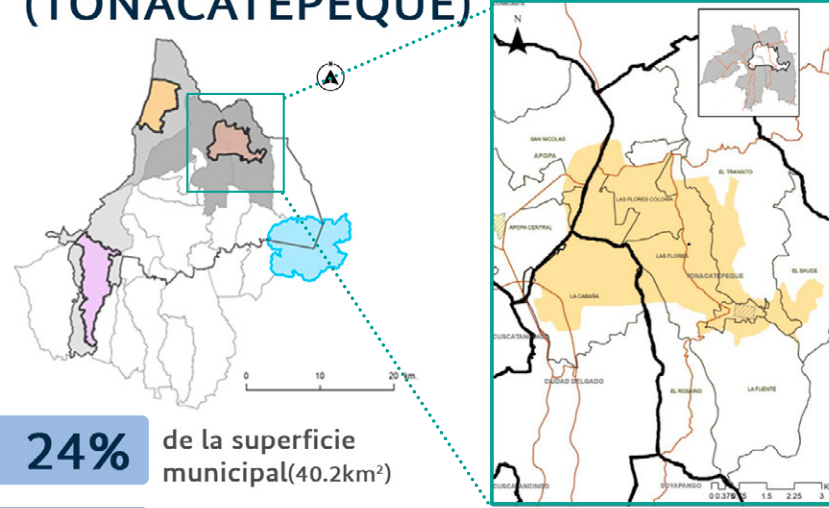 (TONACATEPEQUE)
N
SAN NICOLAS
APOPA
EL TRANSITO
LAS FLORES COLONIA
APOPA CENTRAL
LAS FLORES
TONACATEPEQUE
EL SAUCE
LA CABAÑA
CUSCATANCINGO
CIUDAD DELGADO
EL ROSARIO
LA FUENTE
SOYAPANGO
0 10 20 km.
1.5 2.25 3
24%
de la superficie
municipal(40.2km²)